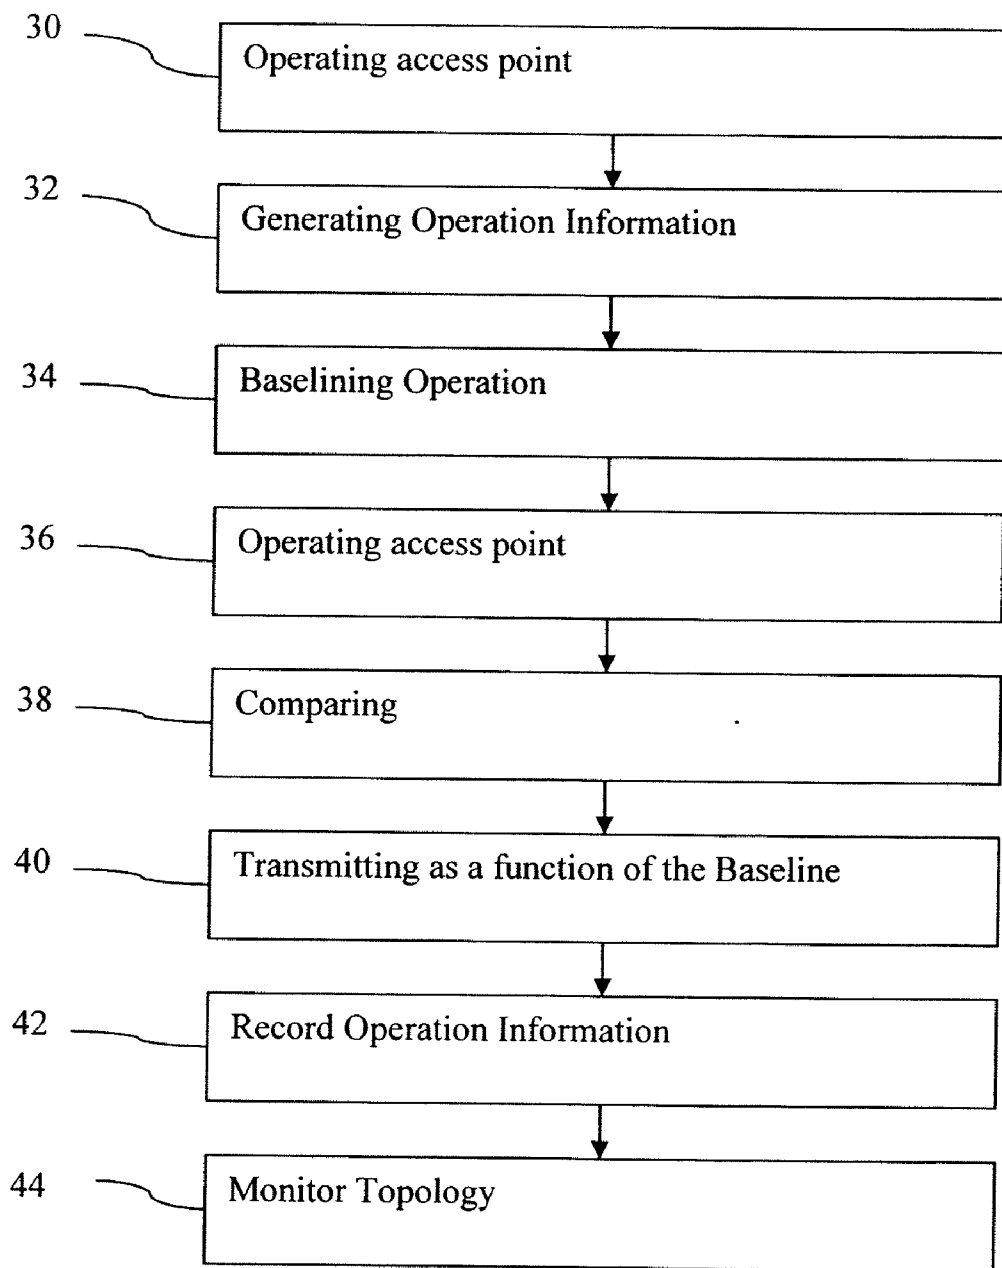 30 Operating access point
32 Generating Operation Information
34 Baselining Operation
36 Operating access point
38 Comparing
40 Transmitting as a function of the Baseline
42 Record Operation Information
44 Monitor Topology